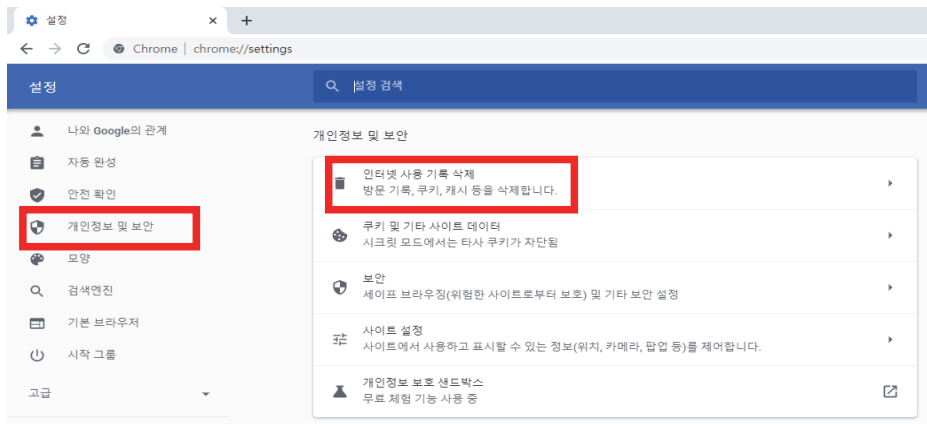 설정
Chrome | chrome://settings
설정
설정 검색
나와 Google의 관계
자동 완성
안전 확인
개인정보 및 보안
모양
검색엔진
기본 브라우저
시작 그룹
고급
개인정보 및 보안
인터넷 사용 기록 삭제
방문 기록, 쿠키, 캐시 등을 삭제합니다.
쿠키 및 기타 사이트 데이터
시크릿 모드에서는 타사 쿠키가 차단됨
보안
세이프 브라우징(위험한 사이트로부터 보호) 및 기타 보안 설정
사이트 설정
사이트에서 사용하고 표시할 수 있는 정보(위치, 카메라, 팝업 등)를 제어합니다.
개인정보 보호 샌드박스
무료 체험 기능 사용 중